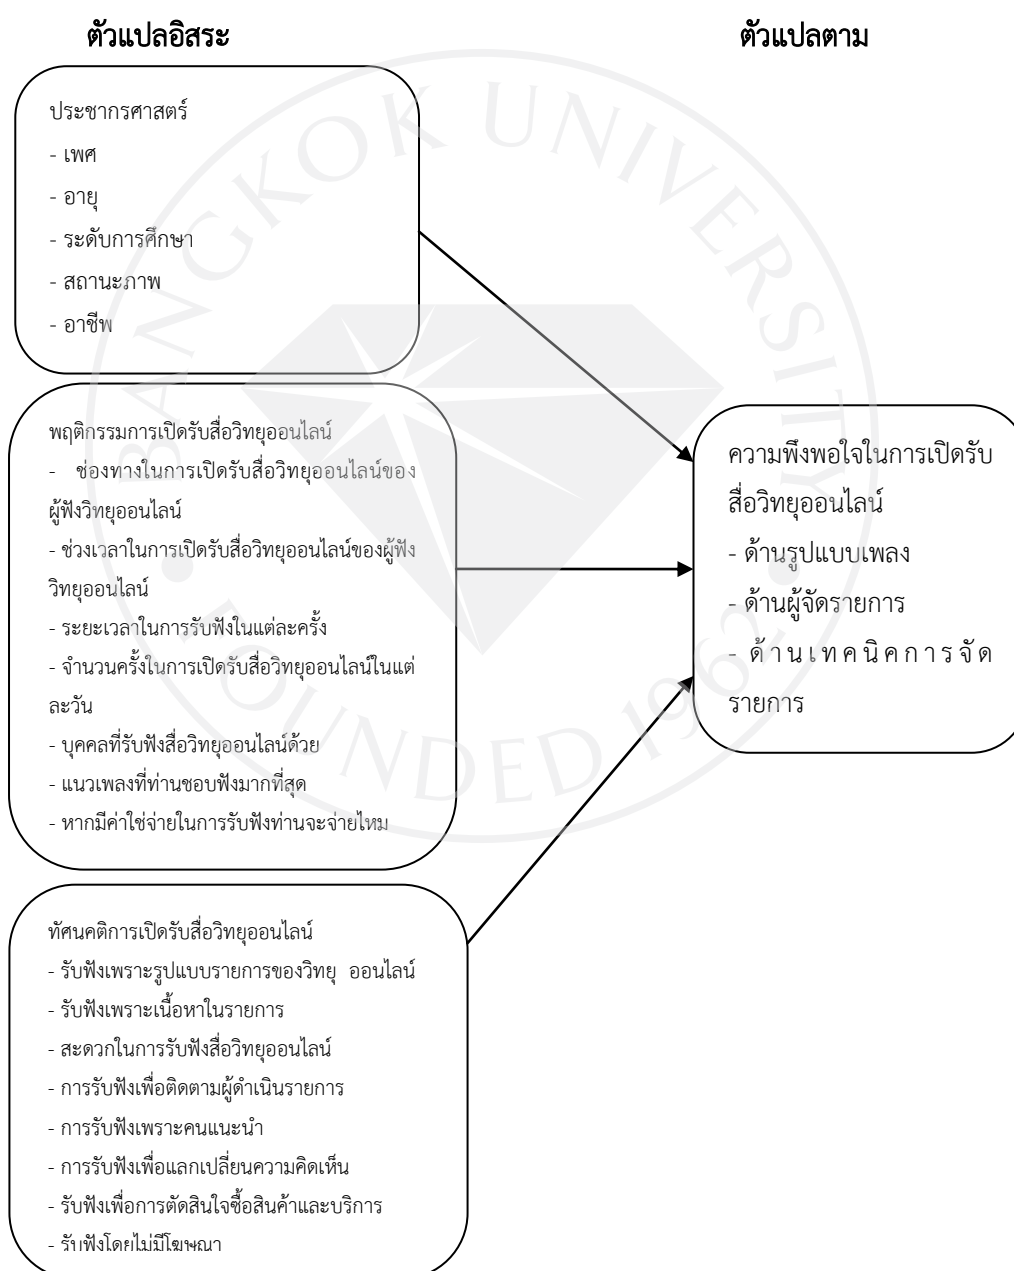 ตัวแปลอิสระ
ตัวแปลตาม
ประชากรศาสตร์
- เพศ
- อายุ
- ระดับการศึกษา
- สถานะภาพ
- อาชีพ
พฤติกรรมการเปิดรับสื่อวิทยุออนไลน์
- ช่องทางในการเปิดรับสื่อวิทยุออนไลน์ของ
ผู้ฟังวิทยุออนไลน์
- ช่วงเวลาในการเปิดรับสื่อวิทยุออนไลน์ของผู้ฟัง
วิทยุออนไลน์
- ระยะเวลาในการรับฟังในแต่ละครั้ง
- จำนวนครั้งในการเปิดรับสื่อวิทยุออนไลน์ในแต่
ละวัน
- บุคคลที่รับฟังสื่อวิทยุออนไลน์ด้วย
- แนวเพลงที่ท่านชอบฟังมากที่สุด
- หากมีค่าใช่จ่ายในการรับฟังท่านจะจ่ายไหม
ความพึงพอใจในการเปิดรับ
สื่อวิทยุออนไลน์
- ด้านรูปแบบเพลง
- ด้านผู้จัดรายการ
- ด้านเทคนิคการจัด
รายการ
ทัศนคติการเปิดรับสื่อวิทยุออนไลน์
- รับฟังเพราะรูปแบบรายการของวิทยุ ออนไลน์
- รับฟังเพราะเนื้อหาในรายการ
- สะดวกในการรับฟังสื่อวิทยุออนไลน์
- การรับฟังเพื่อติดตามผู้ดำเนินรายการ
- การรับฟังเพราะคนแนะนำ
- การรับฟังเพื่อแลกเปลี่ยนความคิดเห็น
- รับฟังเพื่อการตัดสินใจซื้อสินค้าและบริการ
- รับฟังโดยไม่มีโฆษณา
BANGKOK UNIVERSITY
FOUNDED 1962